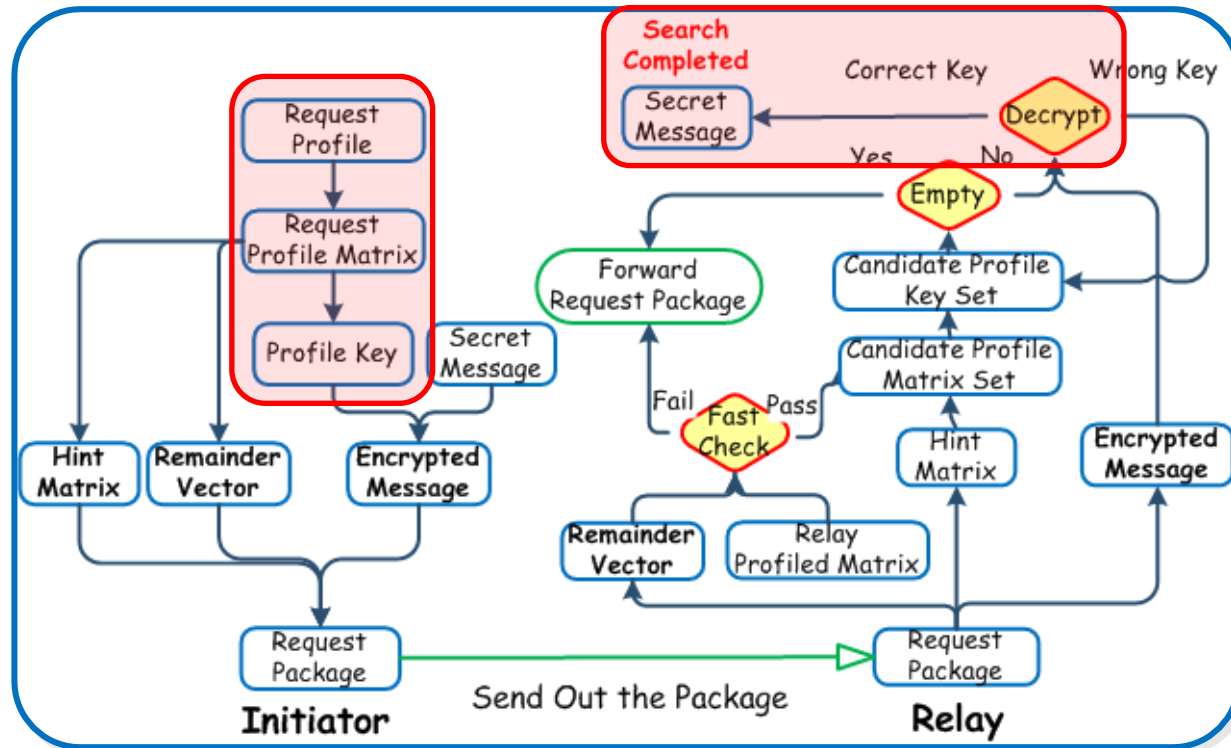 Search
Completed
Correct Key
Wrong Key
Secret
Message
Decrypt
Request
Profile
Yes
No
Empty
Request
Profile Matrix
Forward
Request Package
Candidate Profile
Key Set
Profile Key
Secret
Message
Candidate Profile
Matrix Set
Fail
Pass
Fast
Check
Hint
Matrix
Remainder
Vector
Encrypted
Message
Hint
Matrix
Encrypted
Message
Remainder
Vector
Relay
Profiled Matrix
Request
Package
Request
Package
Send Out the Package
Initiator
Relay